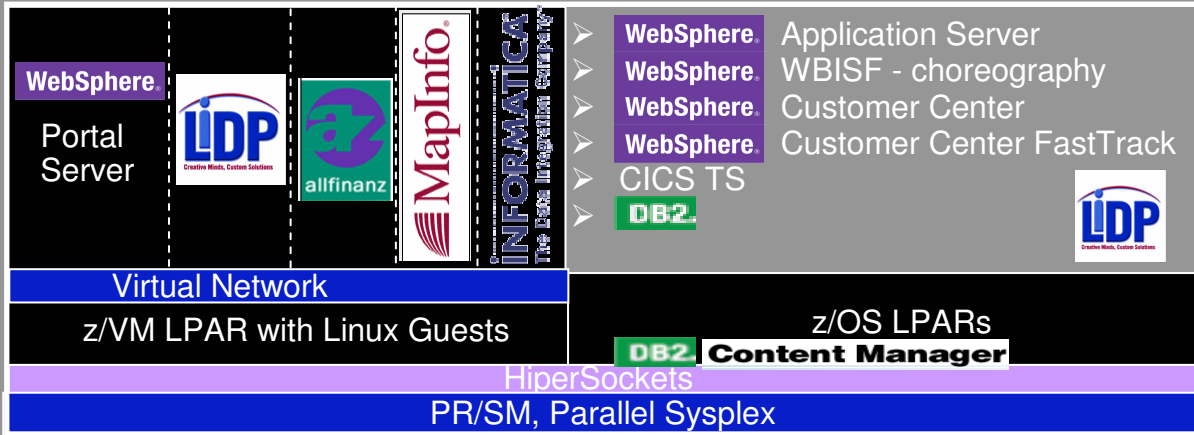 WebSphere®
Portal
Server
LiDP
Creative Minds, Custom Solutions
az
allfinanz
MapInfo®
INFORMATICA®
The Data Integration Company™
➢ WebSphere® Application Server
➢ WebSphere® WBISF - choreography
➢ WebSphere® Customer Center
➢ WebSphere® Customer Center FastTrack
➢ CICS TS
➢ DB2.
LiDP
Creative Minds, Custom Solutions
Virtual Network
z/VM LPAR with Linux Guests
z/OS LPARs
DB2. Content Manager
HiperSockets
PR/SM, Parallel Sysplex